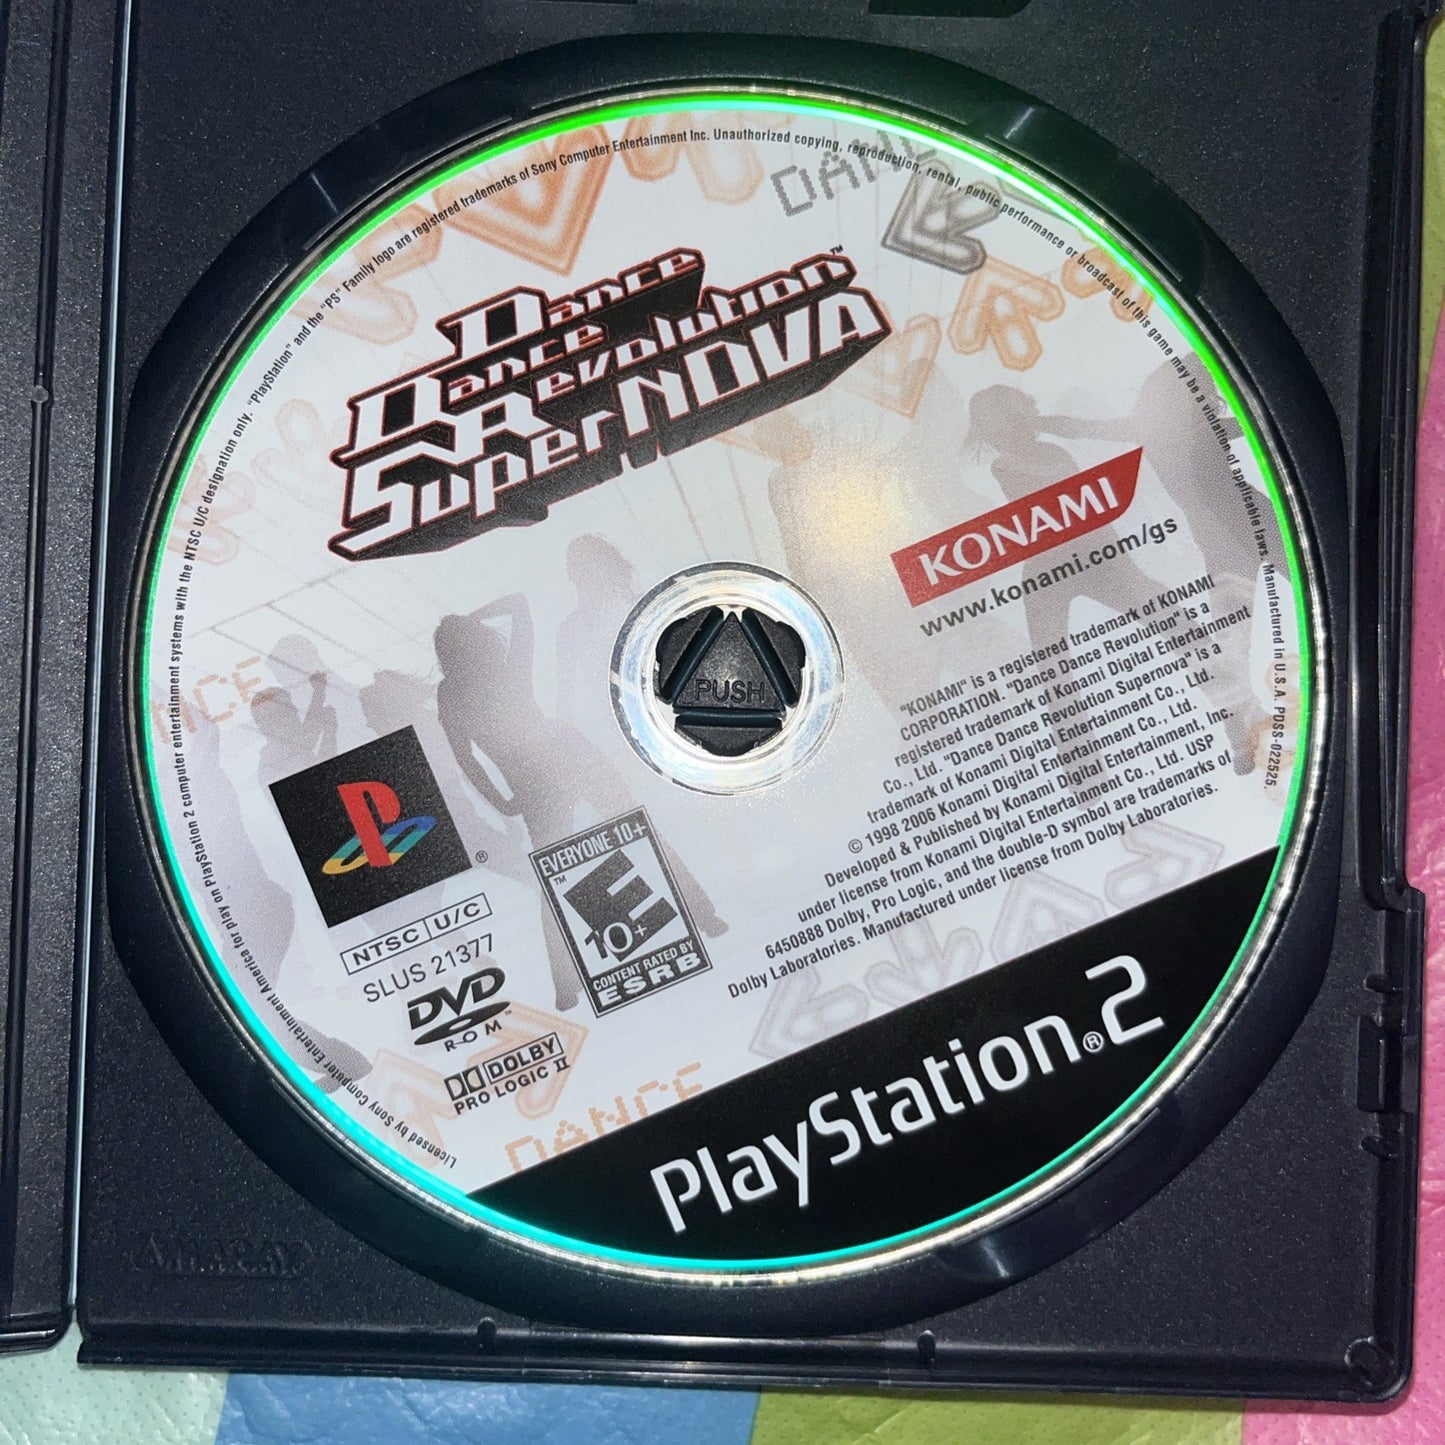 Licensed by Sony Computer Entertainment America for play on PlayStation 2 computer entertainment systems with the NTSC U/C designation only. "PlayStation" and the "PS" Family logo are registered trademarks of Sony Computer Entertainment Inc. Unauthorized copying, reproduction, rental, public performance or broadcast of this game may be a violation of applicable laws. Manufactured in U.S.A. PDSS-022525.
DANCE
Dance
Dance
Revolution™
SuperNOVA
KONAMI
www.konami.com/gs
"KONAMI" is a registered trademark of KONAMI
CORPORATION. "Dance Dance Revolution" is a
registered trademark of Konami Digital Entertainment
Co., Ltd. "Dance Dance Revolution Supernova" is a
trademark of Konami Digital Entertainment Co., Ltd.
© 1998 2006 Konami Digital Entertainment Co., Ltd.
Developed & Published by Konami Digital Entertainment, Inc.
under license from Konami Digital Entertainment Co., Ltd. USP
6450888 Dolby, Pro Logic, and the double-D symbol are trademarks of
Dolby Laboratories. Manufactured under license from Dolby Laboratories.
PUSH
NCE
®
NTSC U/C
SLUS 21377
DVD
ROM™
DOLBY
PRO LOGIC II
EVERYONE 10+
™
E
10+
CONTENT RATED BY
ESRB
DANCE
PlayStation®2